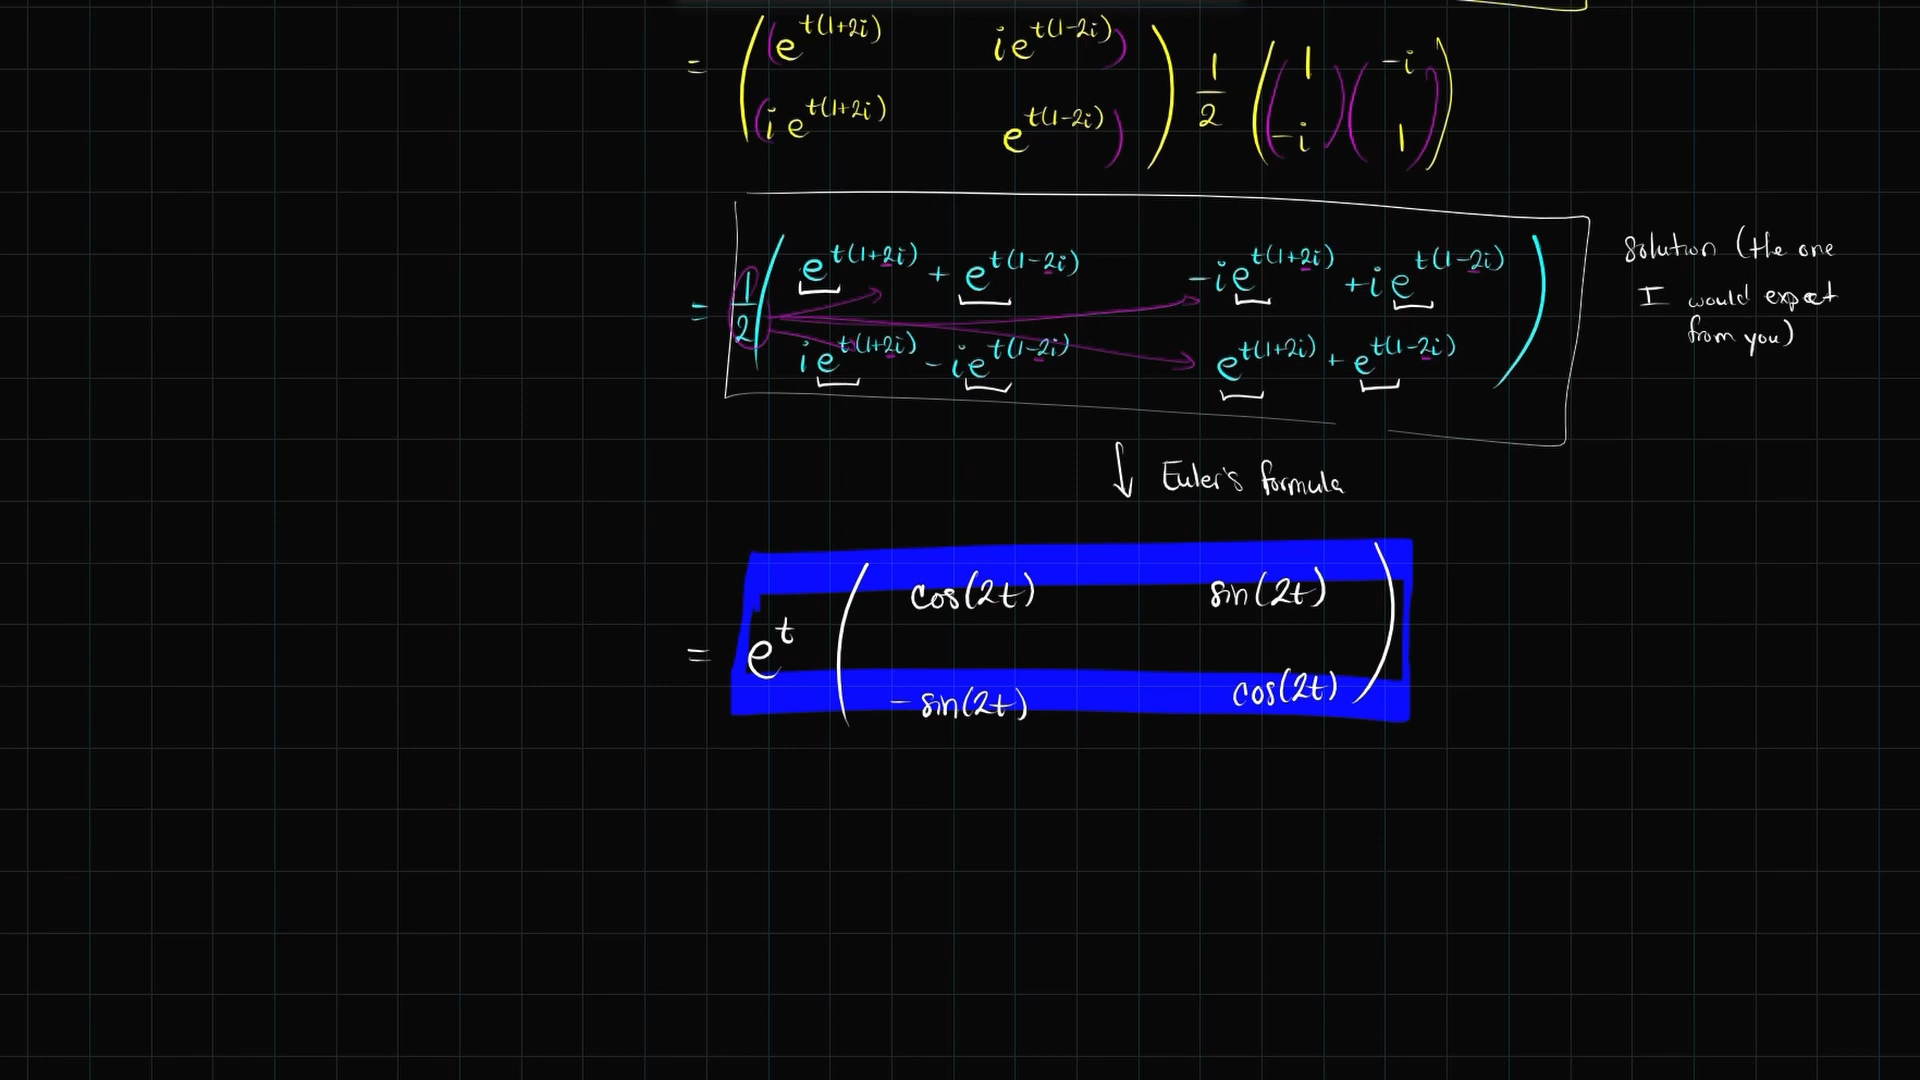 = ( (e^{t(1+2i)} ie^{t(1-2i)}) ) 1/2 ( ( 1 ) ( -i ) )
( (ie^{t(1+2i)} e^{t(1-2i)}) ) ( ( -i ) ( 1 ) )
= 1/2 ( e^{t(1+2i)} + e^{t(1-2i)} -ie^{t(1+2i)} +ie^{t(1-2i)} )
( ie^{t(1+2i)} - ie^{t(1-2i)} e^{t(1+2i)} + e^{t(1-2i)} )
solution (the one
I would expect
from you)
↓ Euler's formula
= e^t ( cos(2t) sin(2t) )
( -sin(2t) cos(2t) )